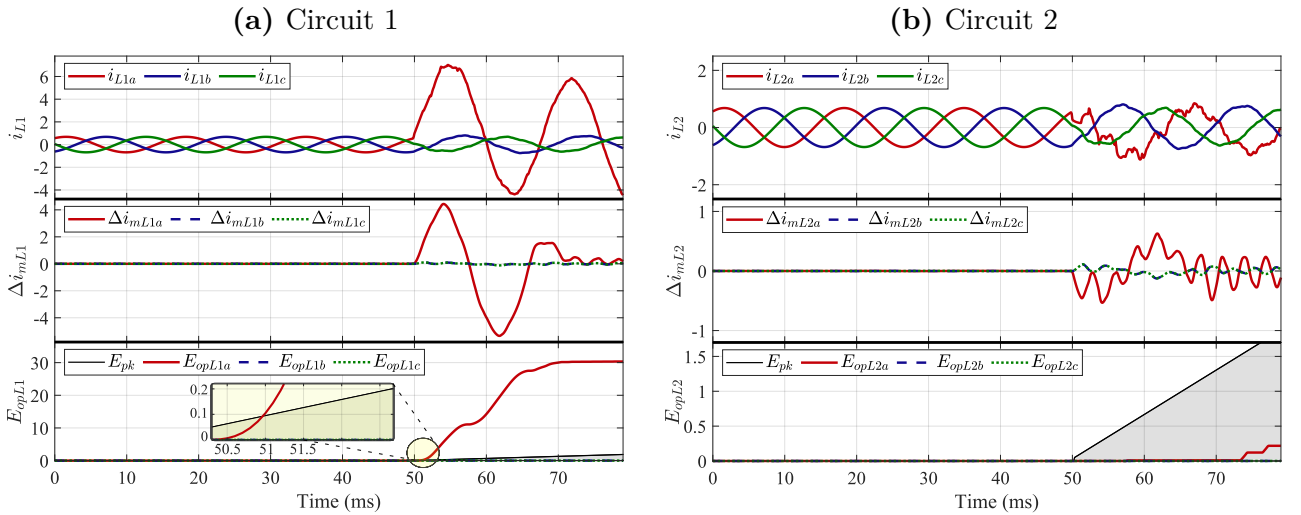 (a) Circuit 1
i_{L1a} i_{L1b} i_{L1c}
i_{L1}
6
4
2
0
-2
-4
Δi_{mL1a} Δi_{mL1b} Δi_{mL1c}
Δi_{mL1}
4
2
0
-2
-4
E_{pk} E_{opL1a} E_{opL1b} E_{opL1c}
E_{opL1}
30
20
10
0
0.2
0.1
0
50.5 51 51.5
0 10 20 30 40 50 60 70
Time (ms)
(b) Circuit 2
i_{L2a} i_{L2b} i_{L2c}
i_{L2}
2
0
-2
Δi_{mL2a} Δi_{mL2b} Δi_{mL2c}
Δi_{mL2}
1
0
-1
E_{pk} E_{opL2a} E_{opL2b} E_{opL2c}
E_{opL2}
1.5
1
0.5
0
0 10 20 30 40 50 60 70
Time (ms)